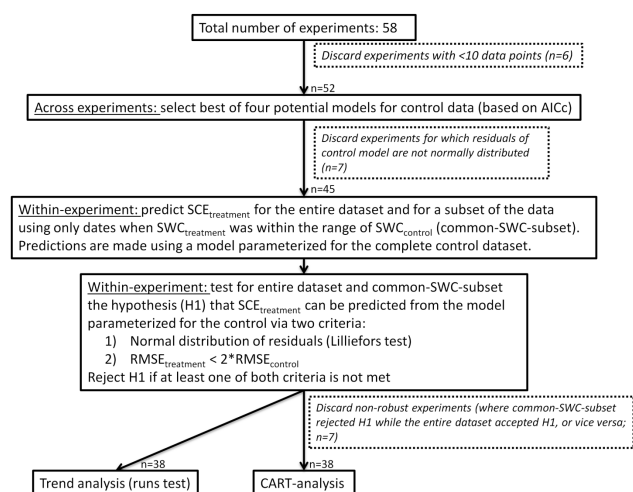 Total number of experiments: 58
Discard experiments with <10 data points (n=6)
n=52
Across experiments: select best of four potential models for control data (based on AICc)
Discard experiments for which residuals of
control model are not normally distributed
(n=7)
n=45
Within-experiment: predict SCEtreatment for the entire dataset and for a subset of the data
using only dates when SWCtreatment was within the range of SWCcontrol (common-SWC-subset).
Predictions are made using a model parameterized for the complete control dataset.
Within-experiment: test for entire dataset and common-SWC-subset
the hypothesis (H1) that SCEtreatment can be predicted from the model
parameterized for the control via two criteria:
1) Normal distribution of residuals (Lilliefors test)
2) RMSEtreatment < 2*RMSEcontrol
Reject H1 if at least one of both criteria is not met
Discard non-robust experiments (where common-SWC-subset
rejected H1 while the entire dataset accepted H1, or vice versa;
n=7)
n=38
n=38
Trend analysis (runs test)
CART-analysis